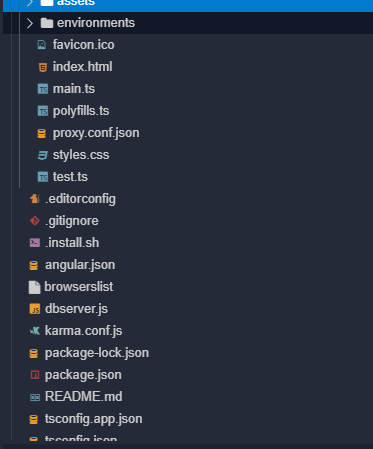 assets
environments
favicon.ico
index.html
main.ts
polyfills.ts
proxy.conf.json
styles.css
test.ts
.editorconfig
.gitignore
.install.sh
angular.json
browserslist
dbserver.js
karma.conf.js
package-lock.json
package.json
README.md
tsconfig.app.json
tsconfig.json